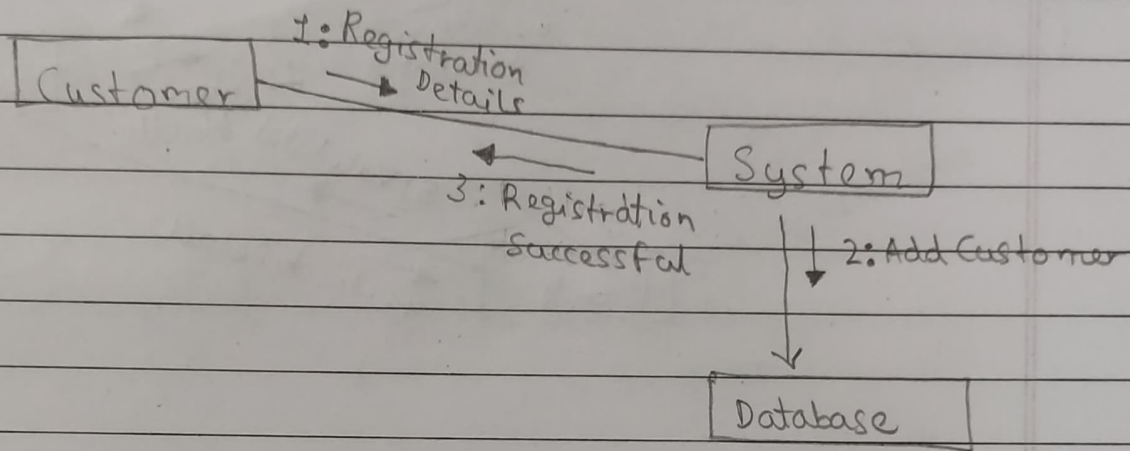 1: Registration
Details
Customer
System
3: Registration
Successful
2: Add Customer
Database